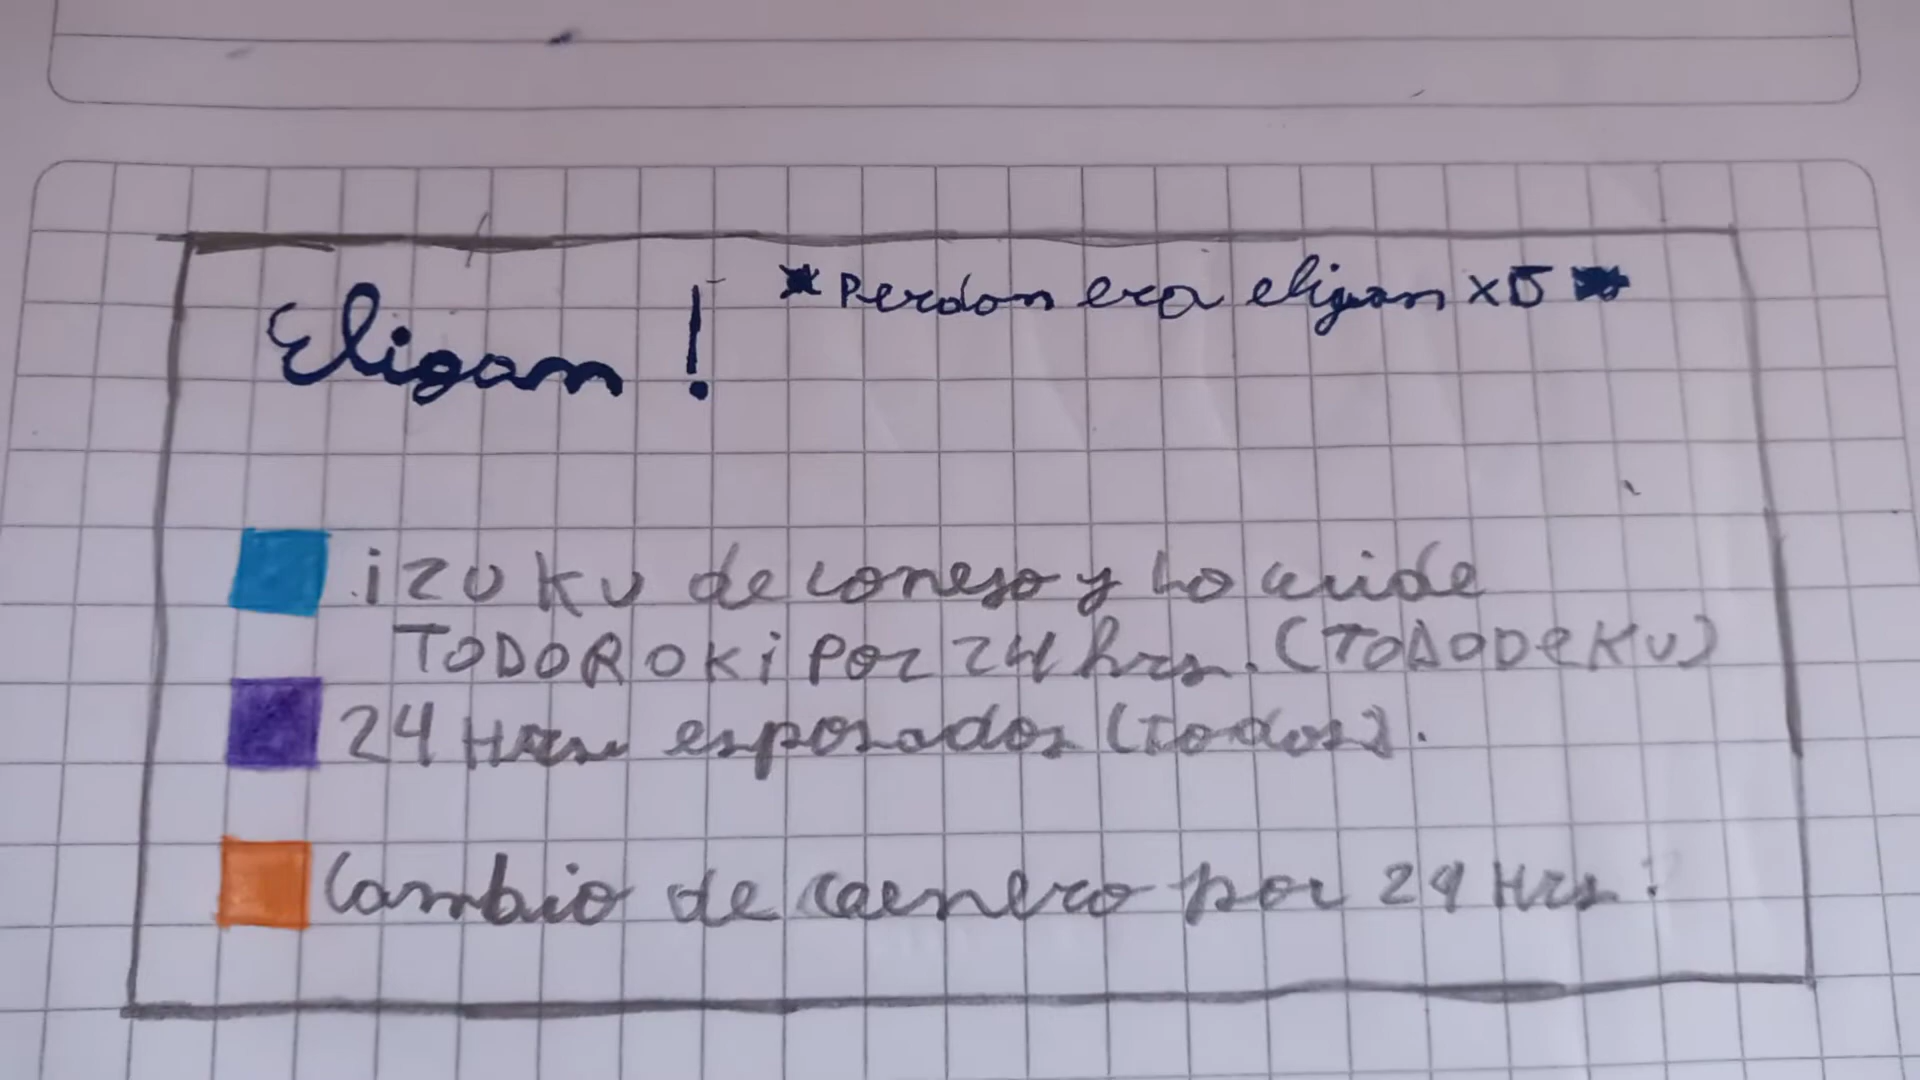 Eligan !
*Perdon era eligan x5*
izuku de conejo y Lo cuide
TODOROKi por 24 hrs. (TODODeKu)
24 Hrs esposados (todos).
Cambio de por 24 Hrs.